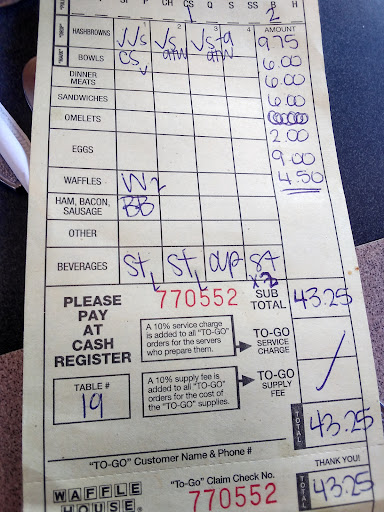 SP P CH CS Q S SS B H
1 2
HASHBROWNS √√s √s √s ta
BOWLS CS atw atw
AMOUNT
9.75
6.00
DINNER MEATS 6.00
SANDWICHES 6.00
OMELETS
2.00
EGGS 9.00
WAFFLES W2 4.50
HAM, BACON, SAUSAGE BB
OTHER
BEVERAGES St St op St x2
PLEASE PAY AT CASH REGISTER
770552
SUB TOTAL 43.25
A 10% service charge is added to all "TO-GO" orders for the servers who prepare them.
TO-GO SERVICE CHARGE
TABLE # 19
A 10% supply fee is added to all "TO-GO" orders for the cost of the "TO-GO" supplies.
TO-GO SUPPLY FEE
TOTAL 43.25
"TO-GO" Customer Name & Phone #
THANK YOU!
WAFFLE HOUSE
"To-Go" Claim Check No.
770552
TOTAL 43.25